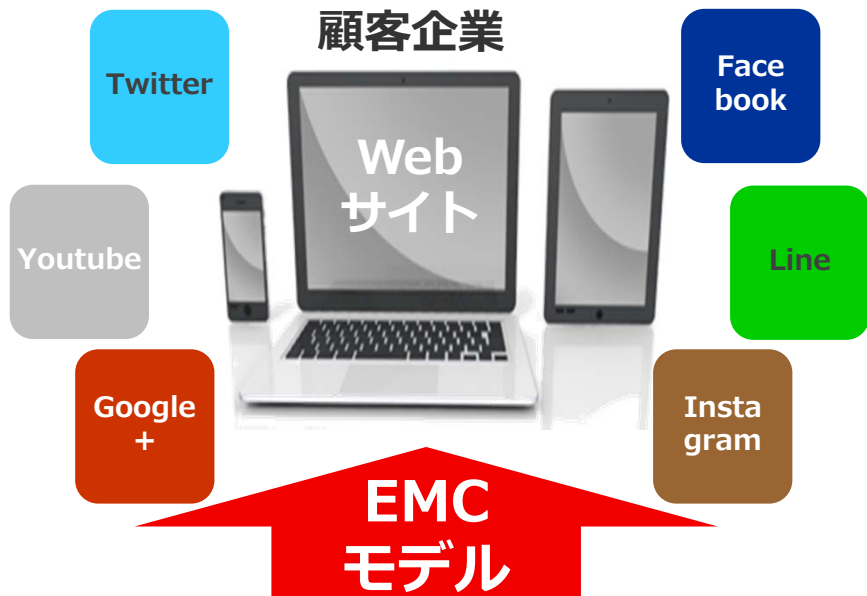 顧客企業
Twitter
Face
book
Web
サイト
Youtube
Line
Google
+
Insta
gram
EMC
モデル